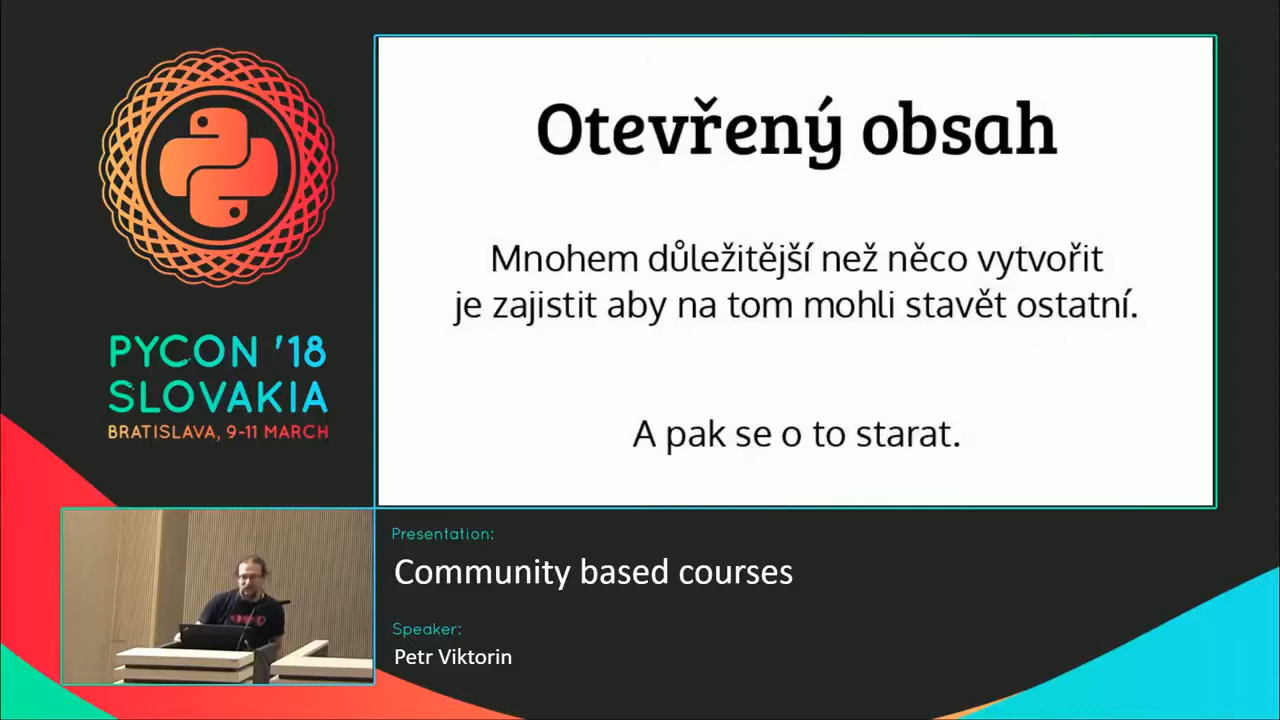 PYCON '18
SLOVAKIA
BRATISLAVA, 9-11 MARCH
Otevřený obsah
Mnohem důležitější než něco vytvořit
je zajistit aby na tom mohli stavět ostatní.
A pak se o to starat.
Presentation:
Community based courses
Speaker:
Petr Viktorin